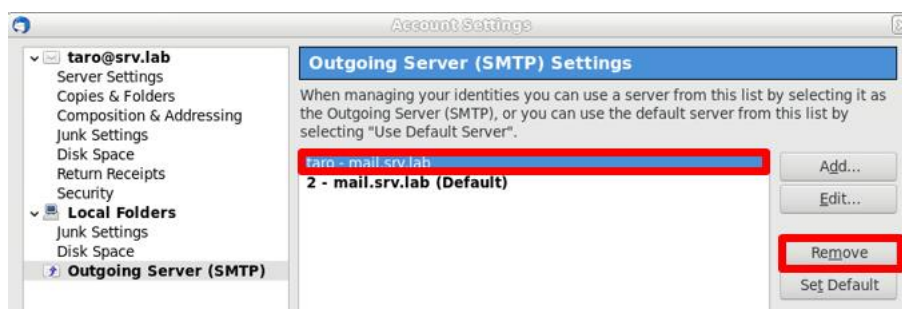 Account Settings
taro@srv.lab
Server Settings
Copies & Folders
Composition & Addressing
Junk Settings
Disk Space
Return Receipts
Security
Local Folders
Junk Settings
Disk Space
Outgoing Server (SMTP)
Outgoing Server (SMTP) Settings
When managing your identities you can use a server from this list by selecting it as
the Outgoing Server (SMTP), or you can use the default server from this list by
selecting "Use Default Server".
taro - mail.srv.lab
2 - mail.srv.lab (Default)
Add...
Edit...
Remove
Set Default